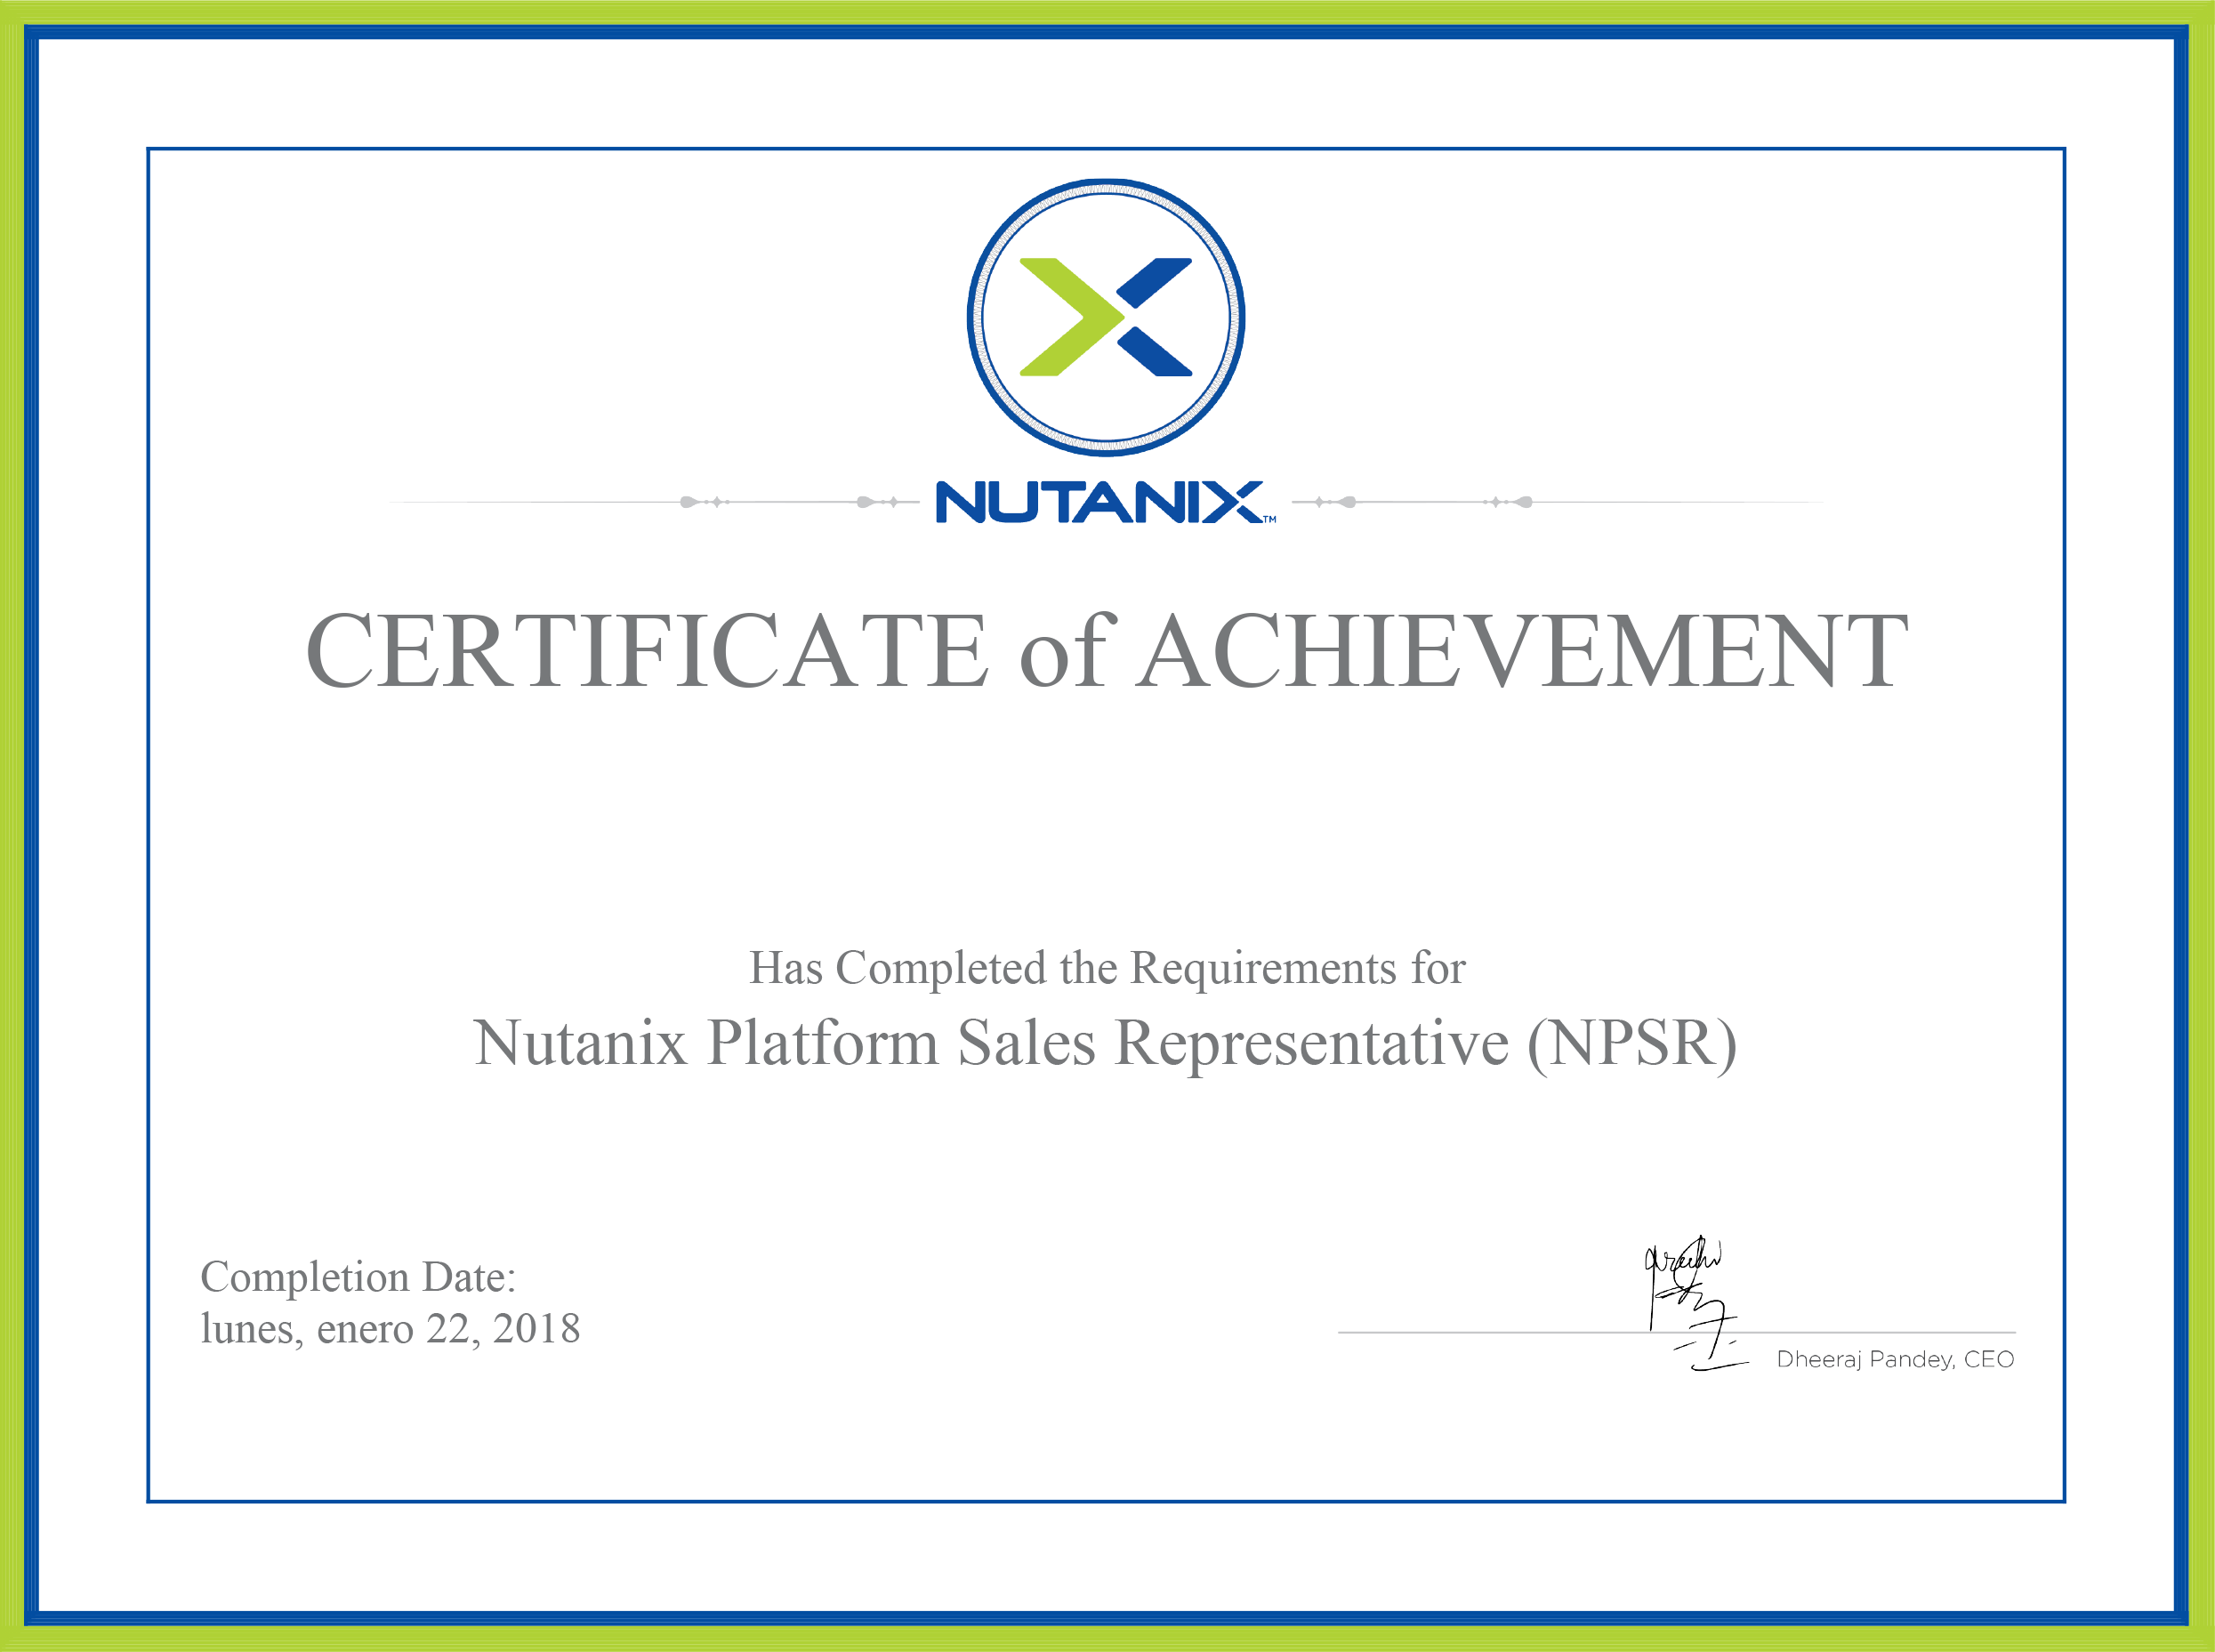 NUTANIX™
CERTIFICATE of ACHIEVEMENT
Has Completed the Requirements for
Nutanix Platform Sales Representative (NPSR)
Completion Date:
lunes, enero 22, 2018
Dheeraj Pandey, CEO